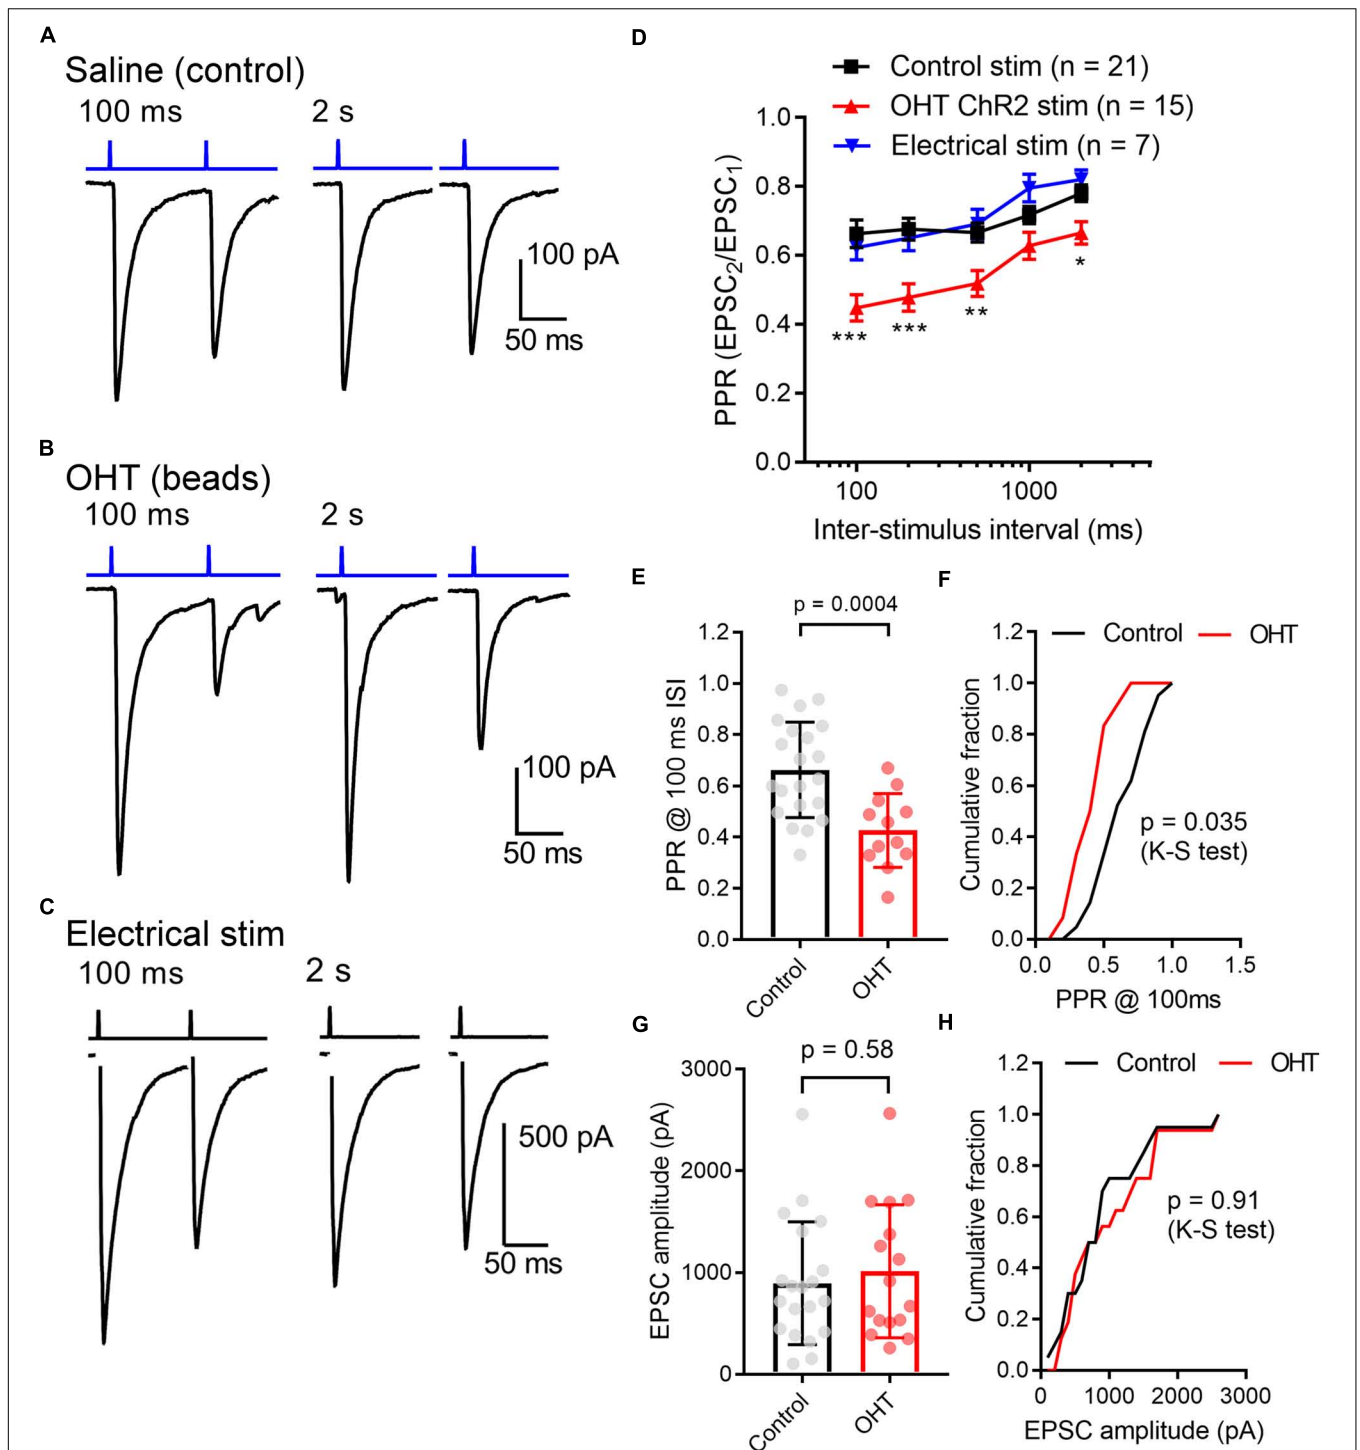 A
Saline (control)
100 ms
2 s
100 pA
50 ms
B
OHT (beads)
100 ms
2 s
100 pA
50 ms
C
Electrical stim
100 ms
2 s
500 pA
50 ms
D
Control stim (n = 21)
OHT ChR2 stim (n = 15)
Electrical stim (n = 7)
PPR (EPSC2/EPSC1)
1.0
0.8
0.6
0.4
0.2
0.0
***
***
**
*
100
1000
Inter-stimulus interval (ms)
E
p = 0.0004
PPR @ 100 ms ISI
1.2
1.0
0.8
0.6
0.4
0.2
0.0
Control
OHT
F
Control
OHT
Cumulative fraction
1.2
1.0
0.8
0.6
0.4
0.2
0.0
p = 0.035
(K-S test)
0.0
0.5
1.0
1.5
PPR @ 100ms
G
p = 0.58
EPSC amplitude (pA)
3000
2000
1000
0
Control
OHT
H
Control
OHT
Cumulative fraction
1.2
1.0
0.8
0.6
0.4
0.2
0.0
p = 0.91
(K-S test)
0
1000
2000
3000
EPSC amplitude (pA)